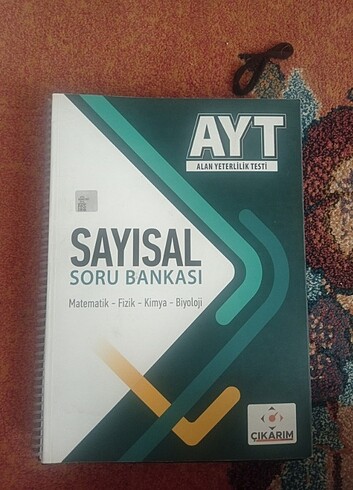 AYT
ALAN YETERLİLİK TESTİ
SAYISAL
SORU BANKASI
Matematik - Fizik - Kimya - Biyoloji
ÇIKARIM